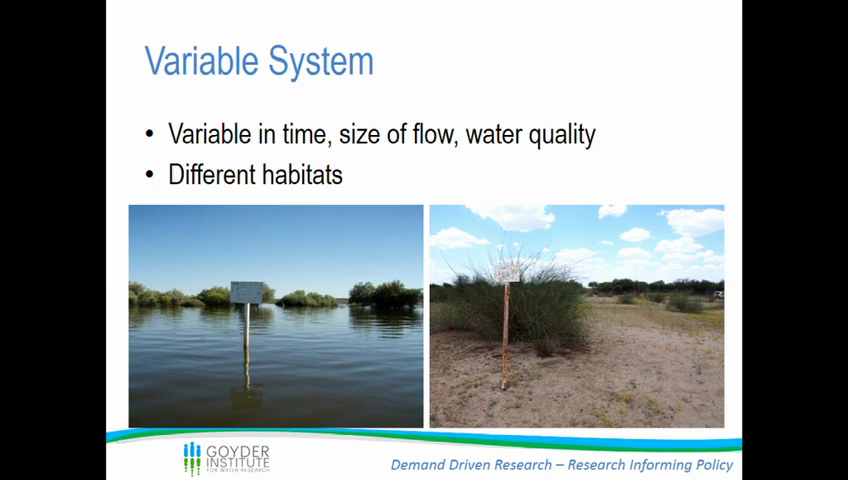 Variable System
• Variable in time, size of flow, water quality
• Different habitats
GOYDER
INSTITUTE
FOR WATER RESEARCH
Demand Driven Research – Research Informing Policy